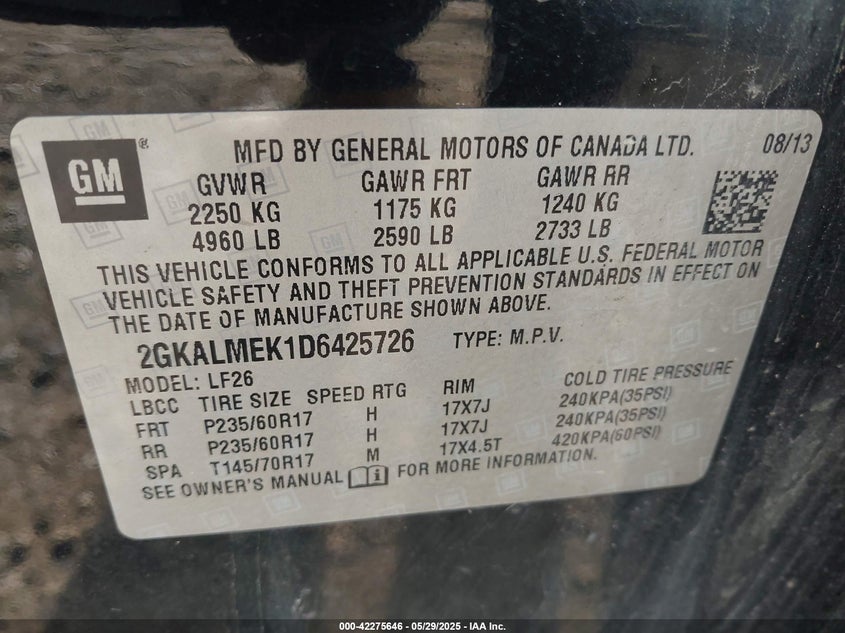 GM®
MFD BY GENERAL MOTORS OF CANADA LTD. 08/13
GVWR GAWR FRT GAWR RR
2250 KG 1175 KG 1240 KG
4960 LB 2590 LB 2733 LB
THIS VEHICLE CONFORMS TO ALL APPLICABLE U.S. FEDERAL MOTOR
VEHICLE SAFETY AND THEFT PREVENTION STANDARDS IN EFFECT ON
THE DATE OF MANUFACTURE SHOWN ABOVE.
2GKALMEK1D6425726 TYPE: M.P.V.
MODEL: LF26
LBCC TIRE SIZE SPEED RTG RIM COLD TIRE PRESSURE
FRT P235/60R17 H 17X7J 240KPA(35PSI)
RR P235/60R17 H 17X7J 240KPA(35PSI)
SPA T145/70R17 M 17X4.5T 420KPA(60PSI)
SEE OWNER'S MANUAL i FOR MORE INFORMATION.
000-42275646 - 05/29/2025 - IAA Inc.